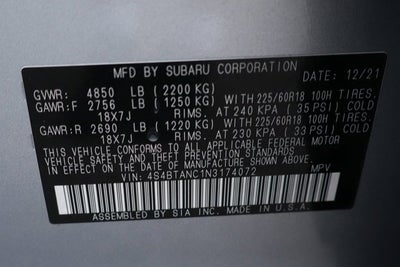 MFD BY SUBARU CORPORATION DATE: 12/21
GVWR: 4850 LB (2200 KG)
GAWR:F 2756 LB (1250 KG) WITH 225/60R18 100H TIRES.
18X7J RIMS. AT 240 KPA (35 PSI) COLD
GAWR:R 2690 LB (1220 KG) WITH 225/60R18 100H TIRES.
18X7J RIMS. AT 230 KPA (33 PSI) COLD
THIS VEHICLE CONFORMS TO ALL APPLICABLE FEDERAL MOTOR
VEHICLE SAFETY AND THEFT PREVENTION STANDARDS
IN EFFECT ON THE DATE OF MANUFACTURE SHOWN ABOVE.
VIN: 4S4BTANC1N3174072 MPV
ASSEMBLED BY SIA INC. MADE IN U.S.A.